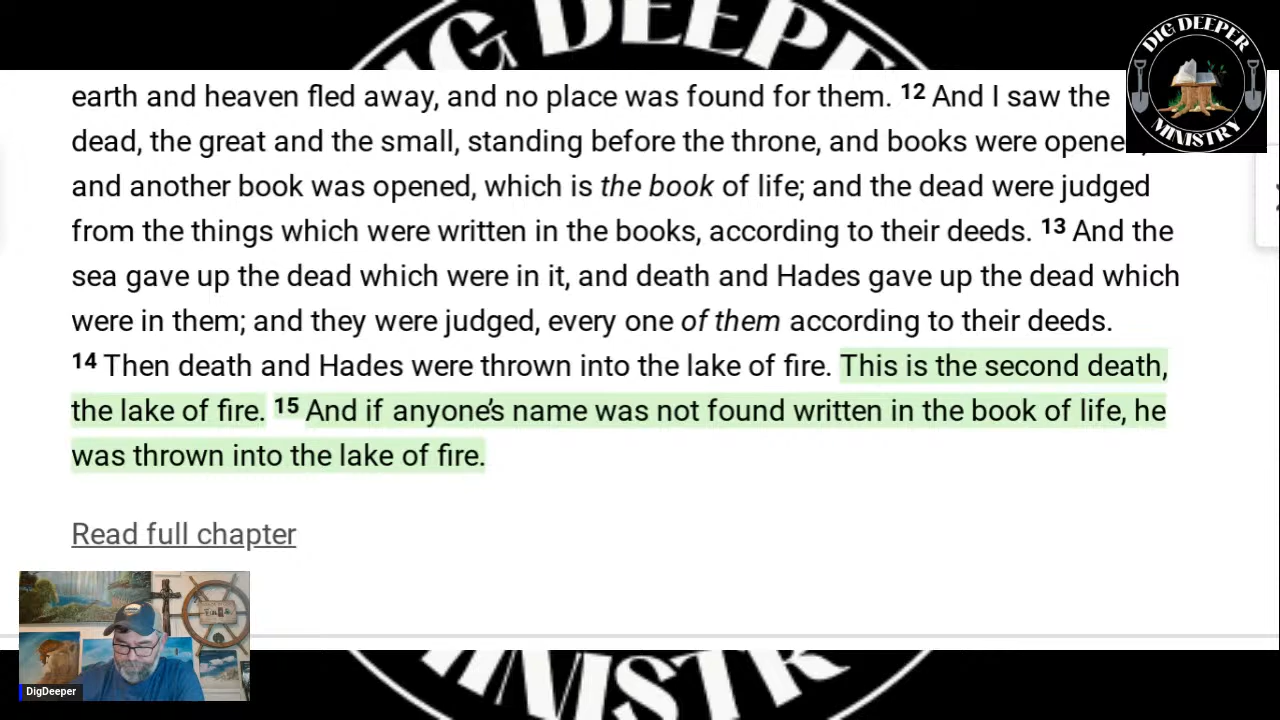 IG DEEPER
DIG DEEPER
MINISTRY
earth and heaven fled away, and no place was found for them. 12 And I saw the
dead, the great and the small, standing before the throne, and books were opene
and another book was opened, which is the book of life; and the dead were judged
from the things which were written in the books, according to their deeds. 13 And the
sea gave up the dead which were in it, and death and Hades gave up the dead which
were in them; and they were judged, every one of them according to their deeds.
14 Then death and Hades were thrown into the lake of fire. This is the second death,
the lake of fire. 15 And if anyone’s name was not found written in the book of life, he
was thrown into the lake of fire.
Read full chapter
DigDeeper
INISTR